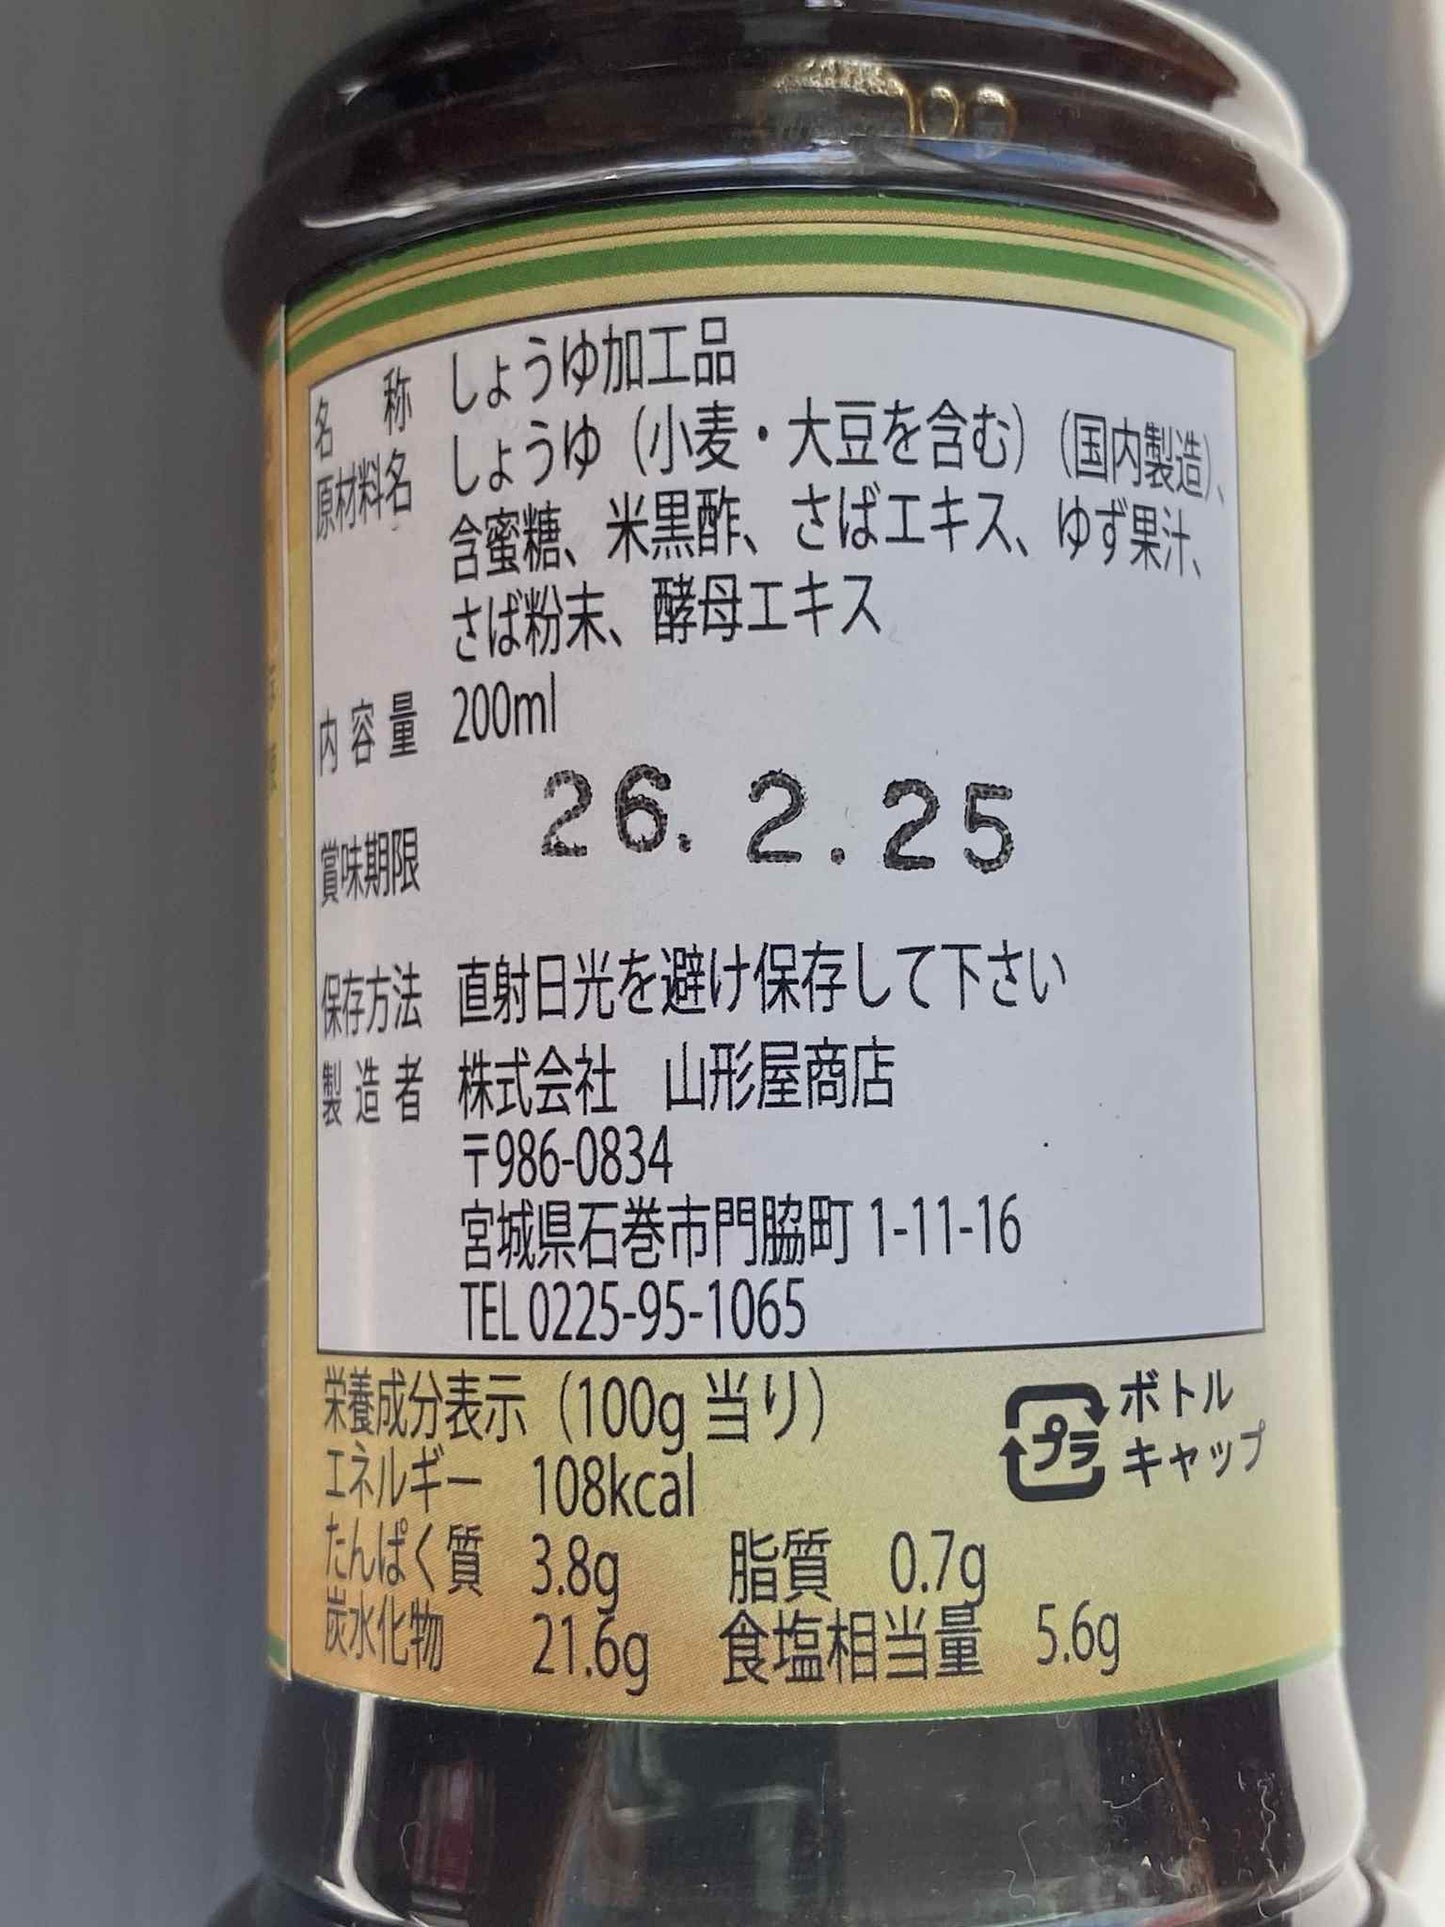 名 称 しょうゆ加工品
原材料名 しょうゆ（小麦・大豆を含む）（国内製造）、
含蜜糖、米黒酢、さばエキス、ゆず果汁、
さば粉末、酵母エキス
内容量 200ml
賞味期限 26. 2.25
保存方法 直射日光を避け保存して下さい
製造者 株式会社 山形屋商店
〒986-0834
宮城県石巻市門脇町 1-11-16
TEL 0225-95-1065
栄養成分表示（100g 当り）
エネルギー 108kcal
たんぱく質 3.8g 脂質 0.7g
炭水化物 21.6g 食塩相当量 5.6g
プラ ボトル
キャップ